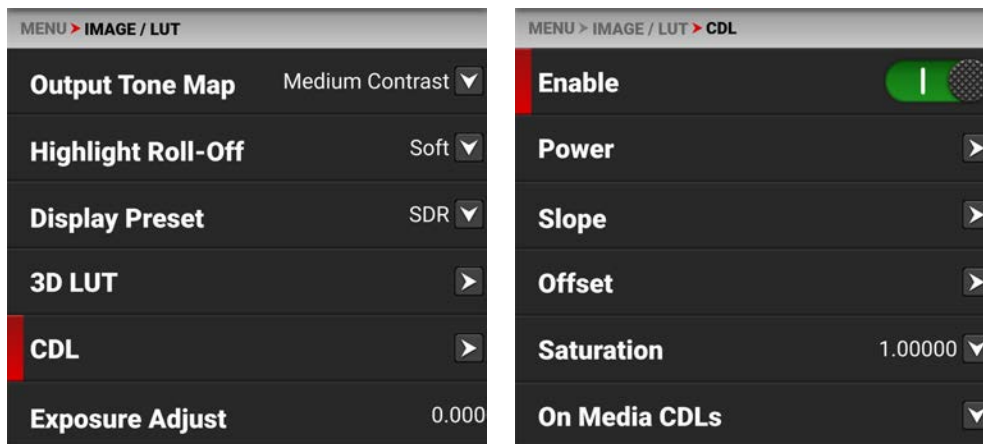 MENU > IMAGE / LUT
Output Tone Map Medium Contrast
Highlight Roll-Off Soft
Display Preset SDR
3D LUT
CDL
Exposure Adjust 0.000
MENU > IMAGE / LUT > CDL
Enable
Power
Slope
Offset
Saturation 1.00000
On Media CDLs